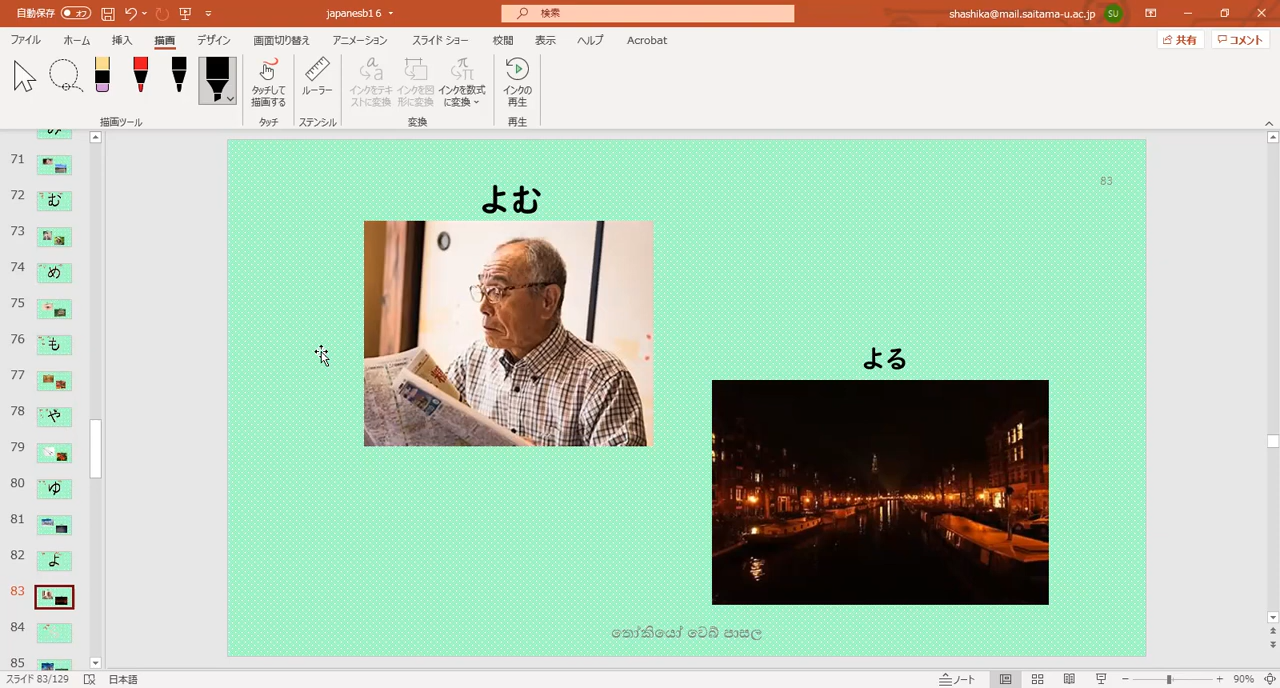 自動保存 オフ
japanesb16
検索
shashika@mail.saitama-u.ac.jp
SU
ファイル ホーム 挿入 描画 デザイン 画面切り替え アニメーション スライド ショー 校閲 表示 ヘルプ Acrobat
共有 コメント
タッチして
描画する
ルーラー
インクをテキ
ストに変換
インクを図
形に変換
インクを数式
に変換
インクの
再生
描画ツール タッチ ステンシル 変換 再生
71
72 む
73
74 め
75
76 も
77
78 や
79
80 ゆ
81
82 よ
83
84
85
83
よむ
よる
තෝකියෝ වෙබ් පාසල
スライド 83/129 日本語 ノート 90%